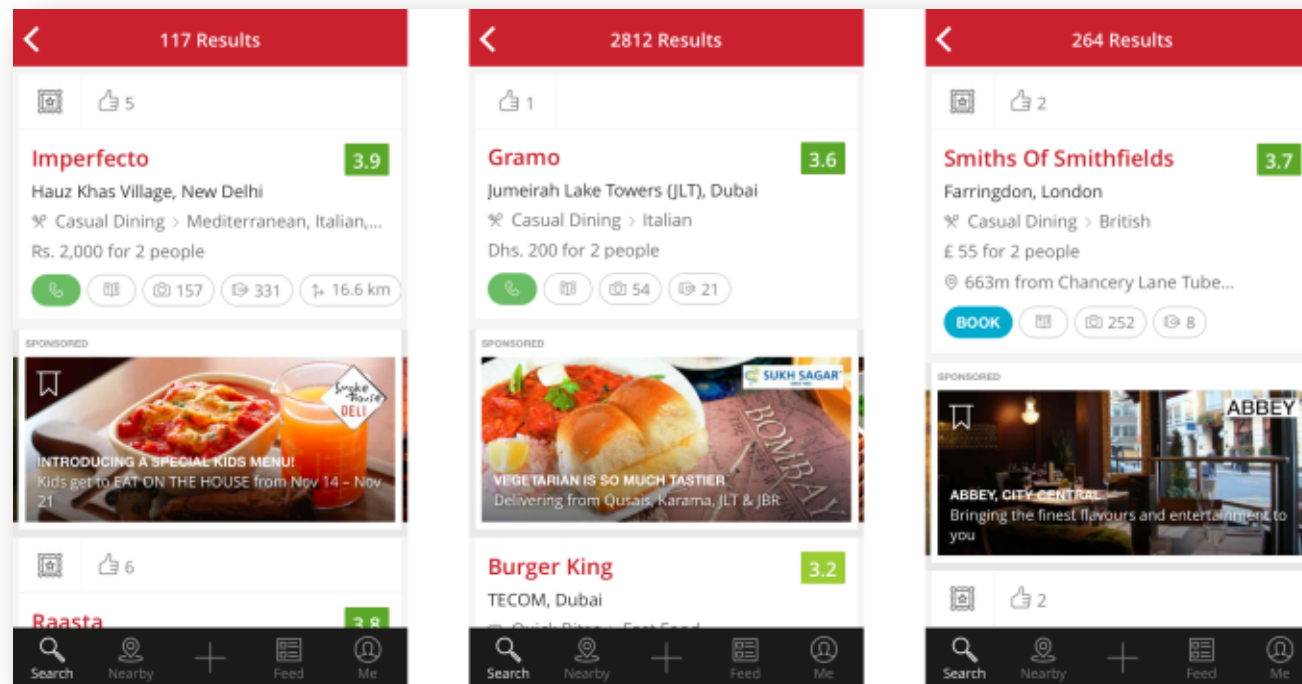 117 Results
5
Imperfecto
3.9
Hauz Khas Village, New Delhi
Casual Dining > Mediterranean, Italian,...
Rs. 2,000 for 2 people
157
331
16.6 km
SPONSORED
Smoke House DELI
INTRODUCING A SPECIAL KIDS MENU!
Kids get to EAT ON THE HOUSE from Nov 14 – Nov
21
6
Raasta
3.8
Search
Nearby
Feed
Me
2812 Results
1
Gramo
3.6
Jumeirah Lake Towers (JLT), Dubai
Casual Dining > Italian
Dhs. 200 for 2 people
54
21
SPONSORED
SUKH SAGAR
BOMBAY
VEGETARIAN IS SO MUCH TASTIER
Delivering from Qusais, Karama, JLT & JBR
Burger King
3.2
TECOM, Dubai
Quick Bites > Fast Food
Search
Nearby
Feed
Me
264 Results
2
Smiths Of Smithfields
3.7
Farringdon, London
Casual Dining > British
£ 55 for 2 people
663m from Chancery Lane Tube...
BOOK
252
8
SPONSORED
ABBEY
ABBEY, CITY CENTRAL
Bringing the finest flavours and entertainment to
you
2
Search
Nearby
Feed
Me